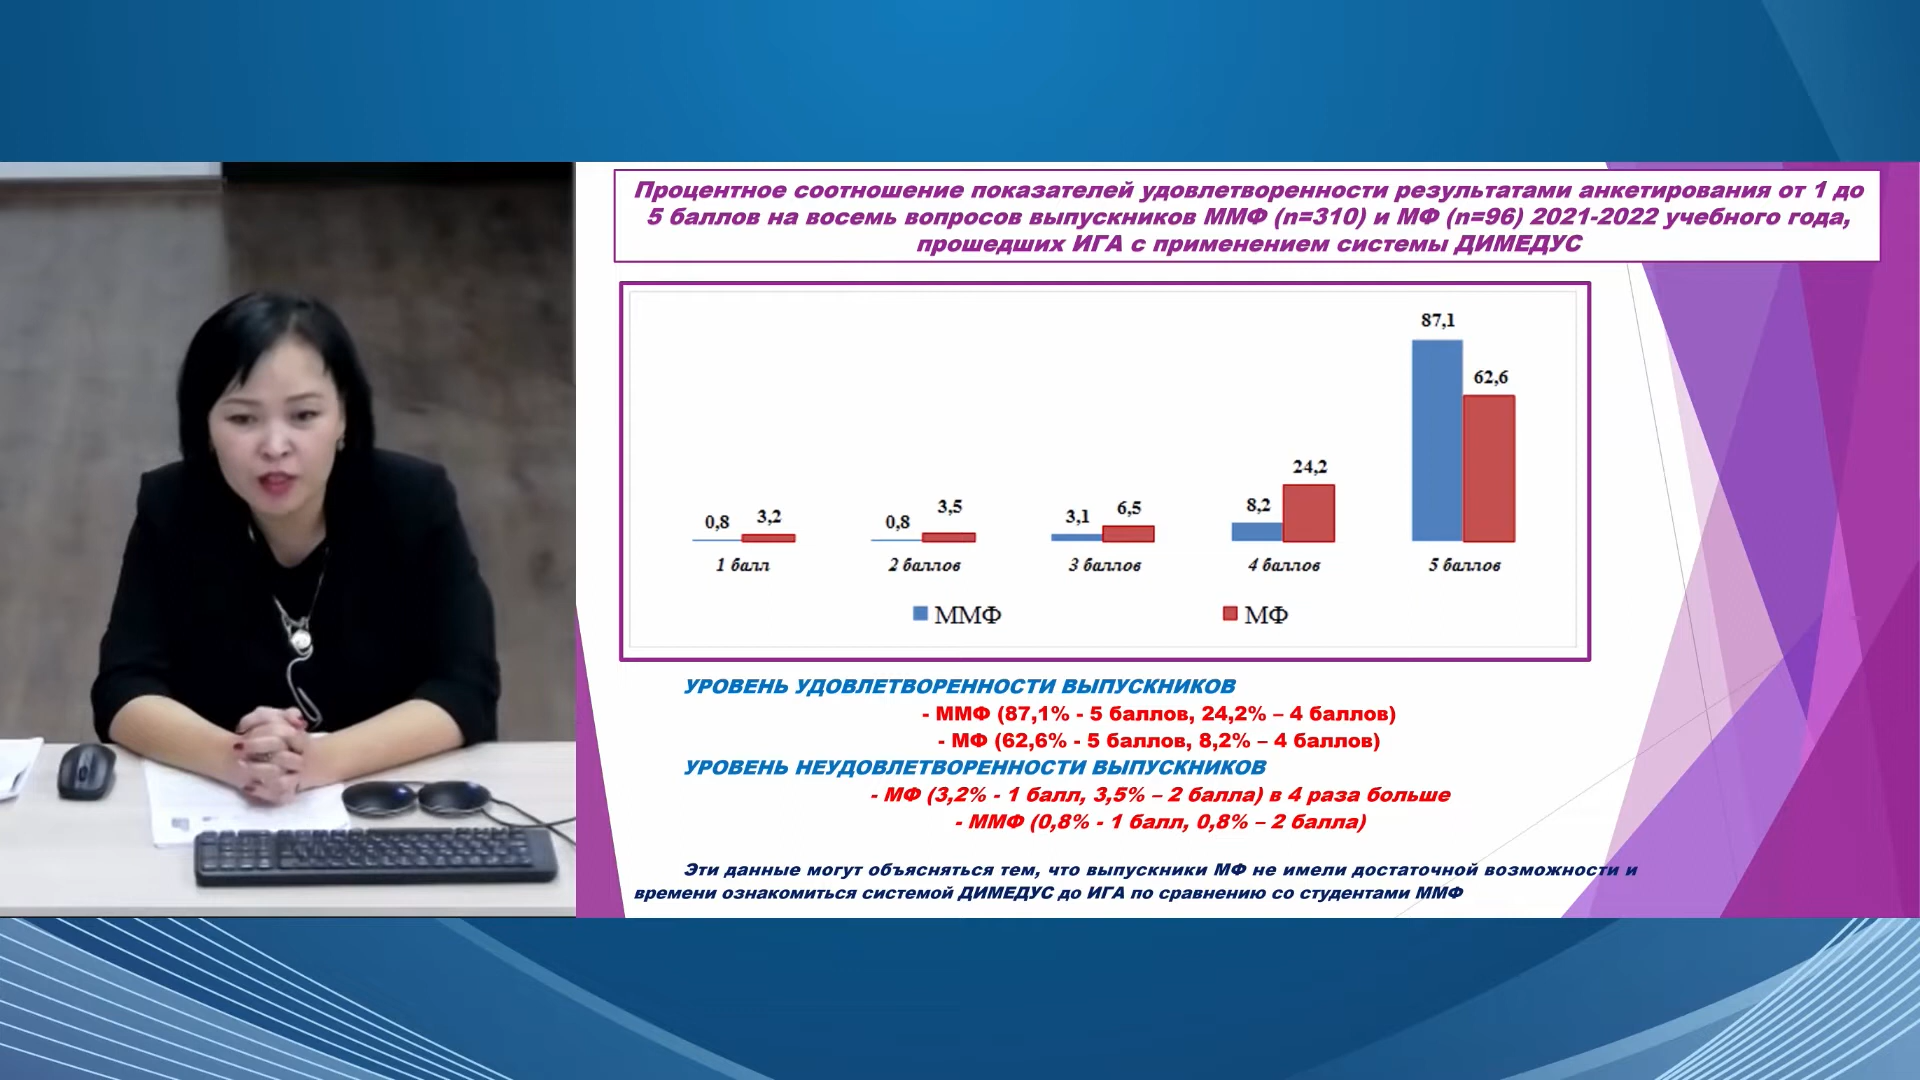 Процентное соотношение показателей удовлетворенности результатами анкетирования от 1 до
5 баллов на восемь вопросов выпускников ММФ (n=310) и МФ (n=96) 2021-2022 учебного года,
прошедших ИГА с применением системы ДИМЕДУС
87,1
62,6
24,2
8,2
6,5
3,1
3,5
0,8
3,2
0,8
1 балл
2 баллов
3 баллов
4 баллов
5 баллов
ММФ
МФ
УРОВЕНЬ УДОВЛЕТВОРЕННОСТИ ВЫПУСКНИКОВ
- ММФ (87,1% - 5 баллов, 24,2% – 4 баллов)
- МФ (62,6% - 5 баллов, 8,2% – 4 баллов)
УРОВЕНЬ НЕУДОВЛЕТВОРЕННОСТИ ВЫПУСКНИКОВ
- МФ (3,2% - 1 балл, 3,5% – 2 балла) в 4 раза больше
- ММФ (0,8% - 1 балл, 0,8% – 2 балла)
Эти данные могут объясняться тем, что выпускники МФ не имели достаточной возможности и
времени ознакомиться системой ДИМЕДУС до ИГА по сравнению со студентами ММФ